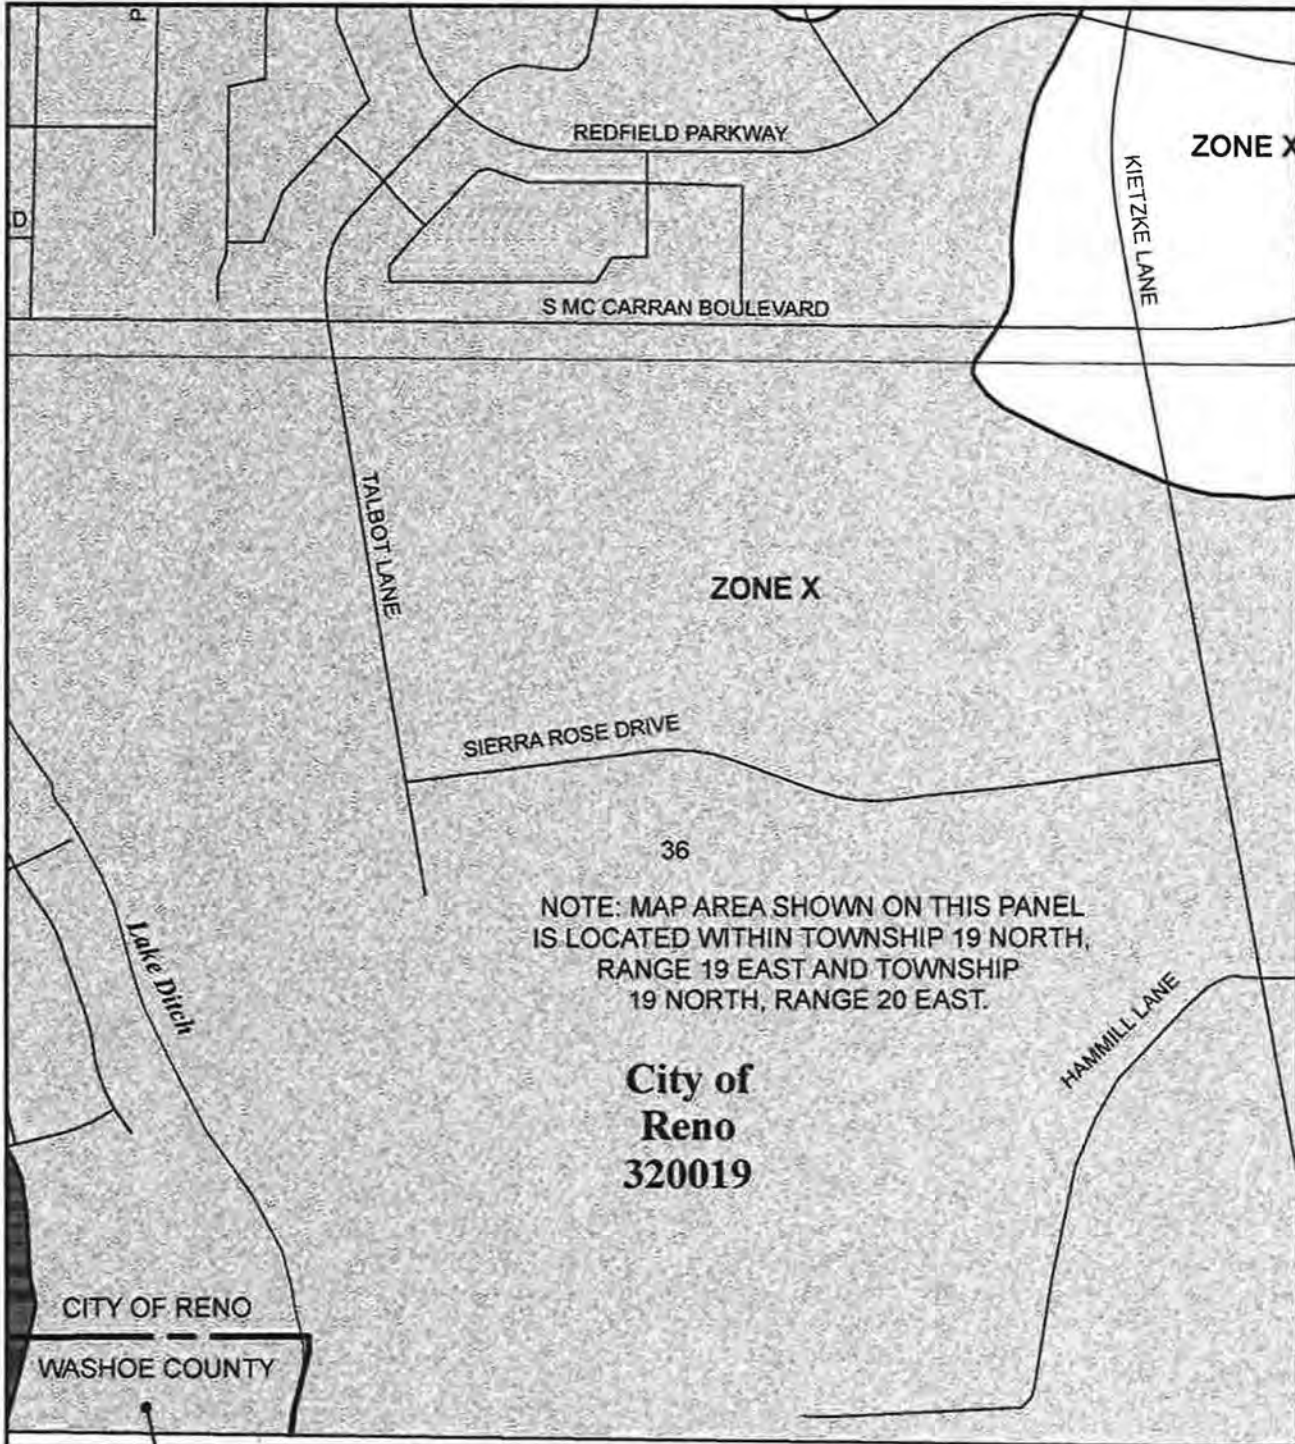 P
REDFIELD PARKWAY
ZONE X
KIETZKE LANE
D
S MC CARRAN BOULEVARD
TALBOT LANE
ZONE X
SIERRA ROSE DRIVE
36
NOTE: MAP AREA SHOWN ON THIS PANEL
IS LOCATED WITHIN TOWNSHIP 19 NORTH,
RANGE 19 EAST AND TOWNSHIP
19 NORTH, RANGE 20 EAST.
Lake Ditch
HAMMILL LANE
City of
Reno
320019
CITY OF RENO
WASHOE COUNTY